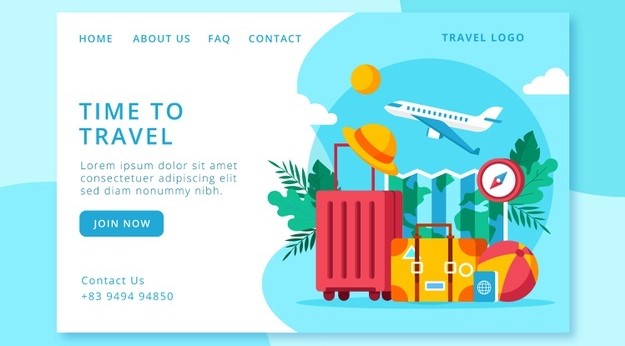 HOME ABOUT US FAQ CONTACT TRAVEL LOGO
TIME TO
TRAVEL
Lorem ipsum dolor sit amet
consectetuer adipiscing elit
sed diam nonummy nibh.
JOIN NOW
Contact Us
+83 9494 94850